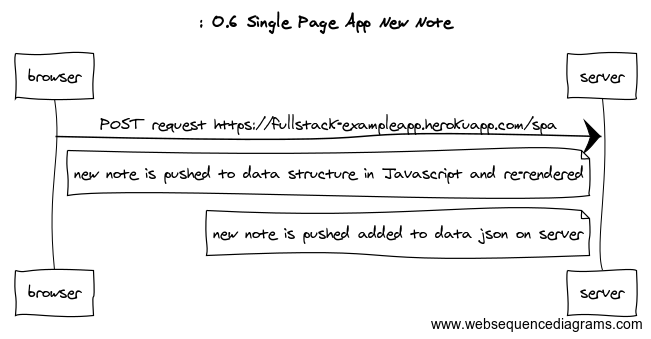 : 0.6 Single Page App New Note
browser
server
POST request https://fullstack-exampleapp.herokuapp.com/spa
new note is pushed to data structure in Javascript and re-rendered
new note is pushed added to data json on server
browser
server
www.websequencediagrams.com